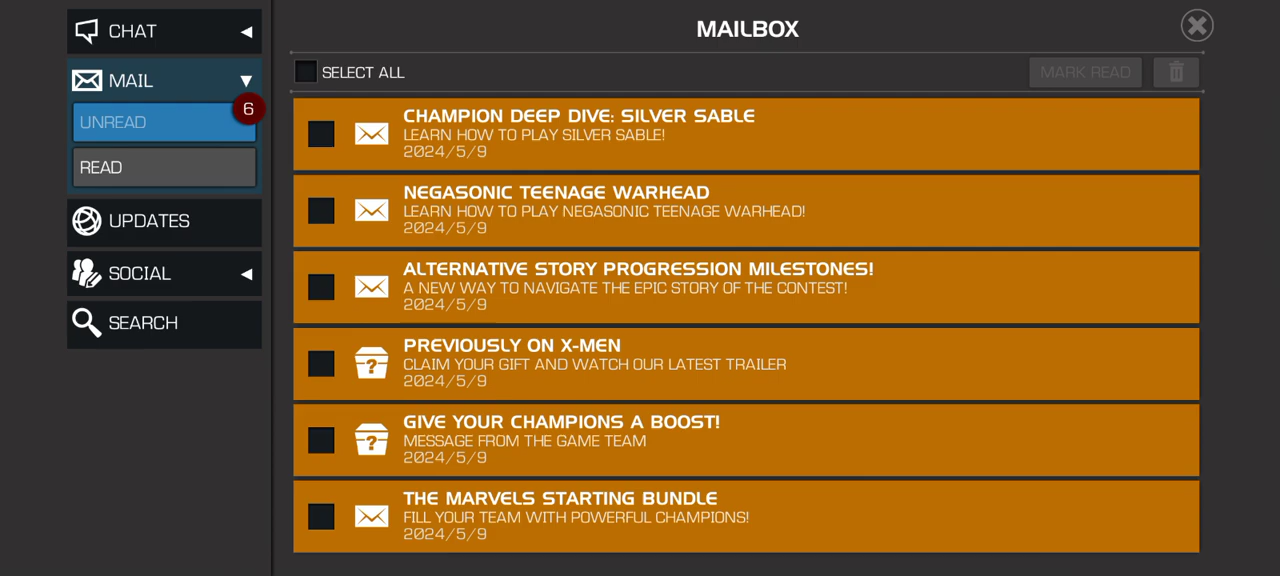 CHAT
MAIL
6
UNREAD
READ
UPDATES
SOCIAL
SEARCH
MAILBOX
SELECT ALL
MARK READ
CHAMPION DEEP DIVE: SILVER SABLE
LEARN HOW TO PLAY SILVER SABLE!
2024/5/9
NEGASONIC TEENAGE WARHEAD
LEARN HOW TO PLAY NEGASONIC TEENAGE WARHEAD!
2024/5/9
ALTERNATIVE STORY PROGRESSION MILESTONES!
A NEW WAY TO NAVIGATE THE EPIC STORY OF THE CONTEST!
2024/5/9
PREVIOUSLY ON X-MEN
CLAIM YOUR GIFT AND WATCH OUR LATEST TRAILER
2024/5/9
GIVE YOUR CHAMPIONS A BOOST!
MESSAGE FROM THE GAME TEAM
2024/5/9
THE MARVELS STARTING BUNDLE
FILL YOUR TEAM WITH POWERFUL CHAMPIONS!
2024/5/9